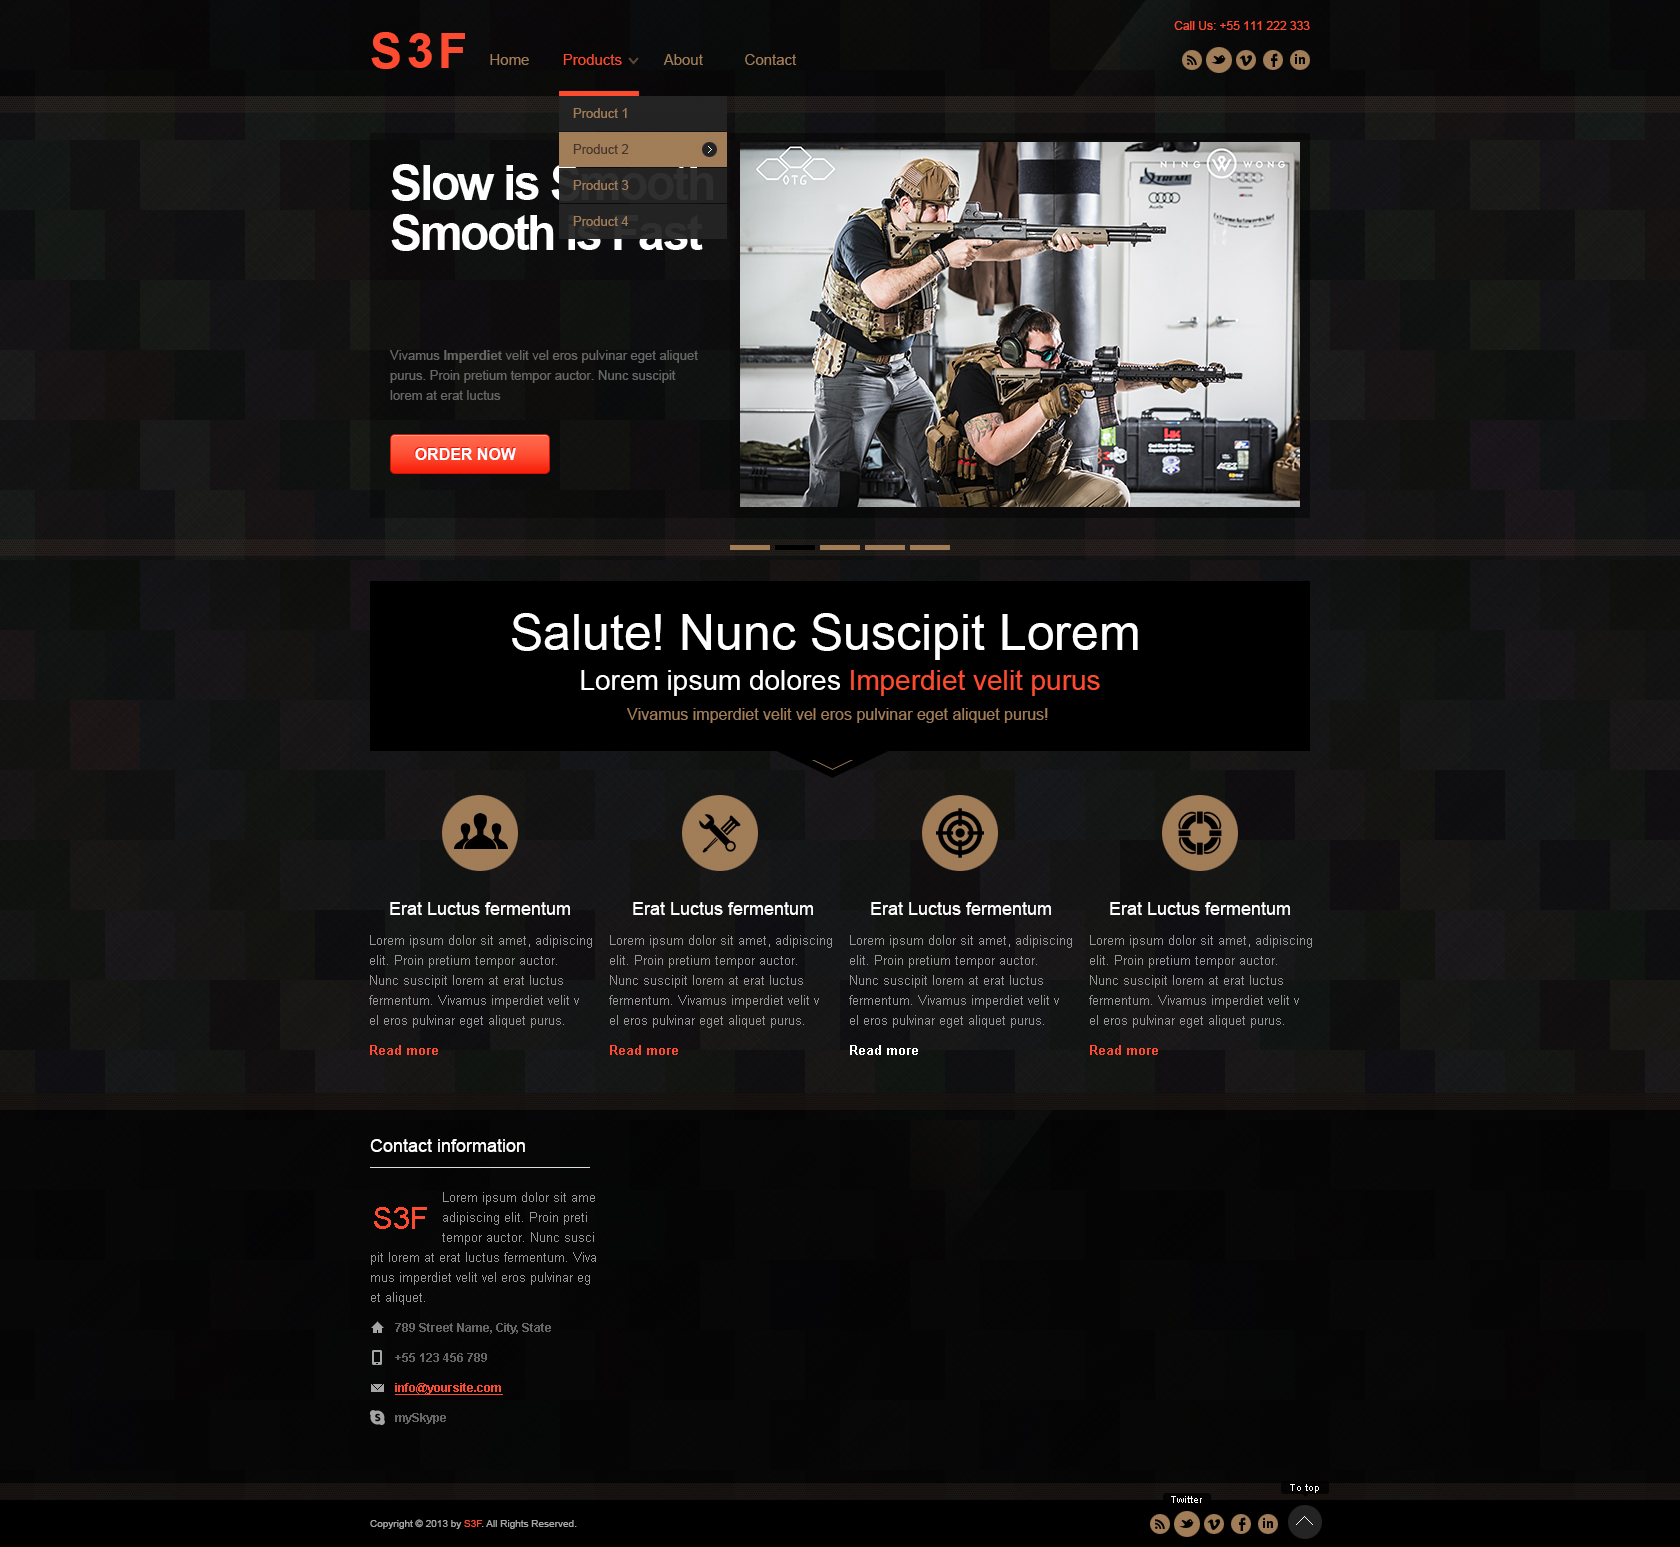 Call Us: +55 111 222 333
S3F
Home
Products
About
Contact
Product 1
Product 2
Product 3
Product 4
Slow is Smooth
Smooth is Fast
OTG
NING W WONG
XTREME
Audi
HK
Vivamus Imperdiet velit vel eros pulvinar eget aliquet
purus. Proin pretium tempor auctor. Nunc suscipit
lorem at erat luctus
ORDER NOW
Salute! Nunc Suscipit Lorem
Lorem ipsum dolores Imperdiet velit purus
Vivamus imperdiet velit vel eros pulvinar eget aliquet purus!
Erat Luctus fermentum
Lorem ipsum dolor sit amet, adipiscing
elit. Proin pretium tempor auctor.
Nunc suscipit lorem at erat luctus
fermentum. Vivamus imperdiet velit v
el eros pulvinar eget aliquet purus.
Read more
Erat Luctus fermentum
Lorem ipsum dolor sit amet, adipiscing
elit. Proin pretium tempor auctor.
Nunc suscipit lorem at erat luctus
fermentum. Vivamus imperdiet velit v
el eros pulvinar eget aliquet purus.
Read more
Erat Luctus fermentum
Lorem ipsum dolor sit amet, adipiscing
elit. Proin pretium tempor auctor.
Nunc suscipit lorem at erat luctus
fermentum. Vivamus imperdiet velit v
el eros pulvinar eget aliquet purus.
Read more
Erat Luctus fermentum
Lorem ipsum dolor sit amet, adipiscing
elit. Proin pretium tempor auctor.
Nunc suscipit lorem at erat luctus
fermentum. Vivamus imperdiet velit v
el eros pulvinar eget aliquet purus.
Read more
Contact information
S3F
Lorem ipsum dolor sit ame
adipiscing elit. Proin preti
tempor auctor. Nunc susci
pit lorem at erat luctus fermentum. Viva
mus imperdiet velit vel eros pulvinar eg
et aliquet.
789 Street Name, City, State
+55 123 456 789
info@yoursite.com
mySkype
To top
Twitter
Copyright © 2013 by S3F. All Rights Reserved.